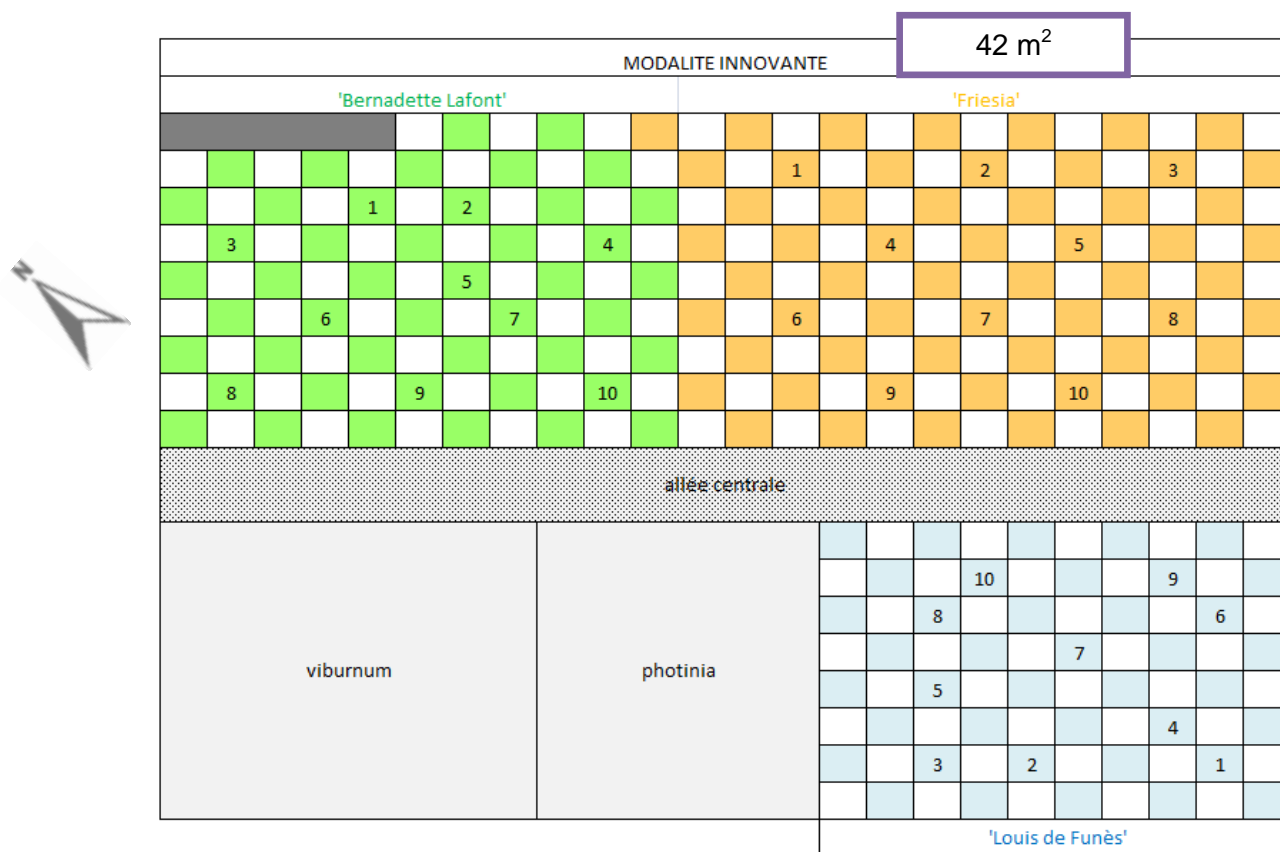 42 m²
MODALITE INNOVANTE
'Bernadette Lafont' 'Friesia'
1 2 3
1 2
3 4 4 5
5
6 7 6 7 8
8 9 10 9 10
allée centrale
10 9
8 6
viburnum photinia 7
5
4
3 2 1
'Louis de Funès'
N